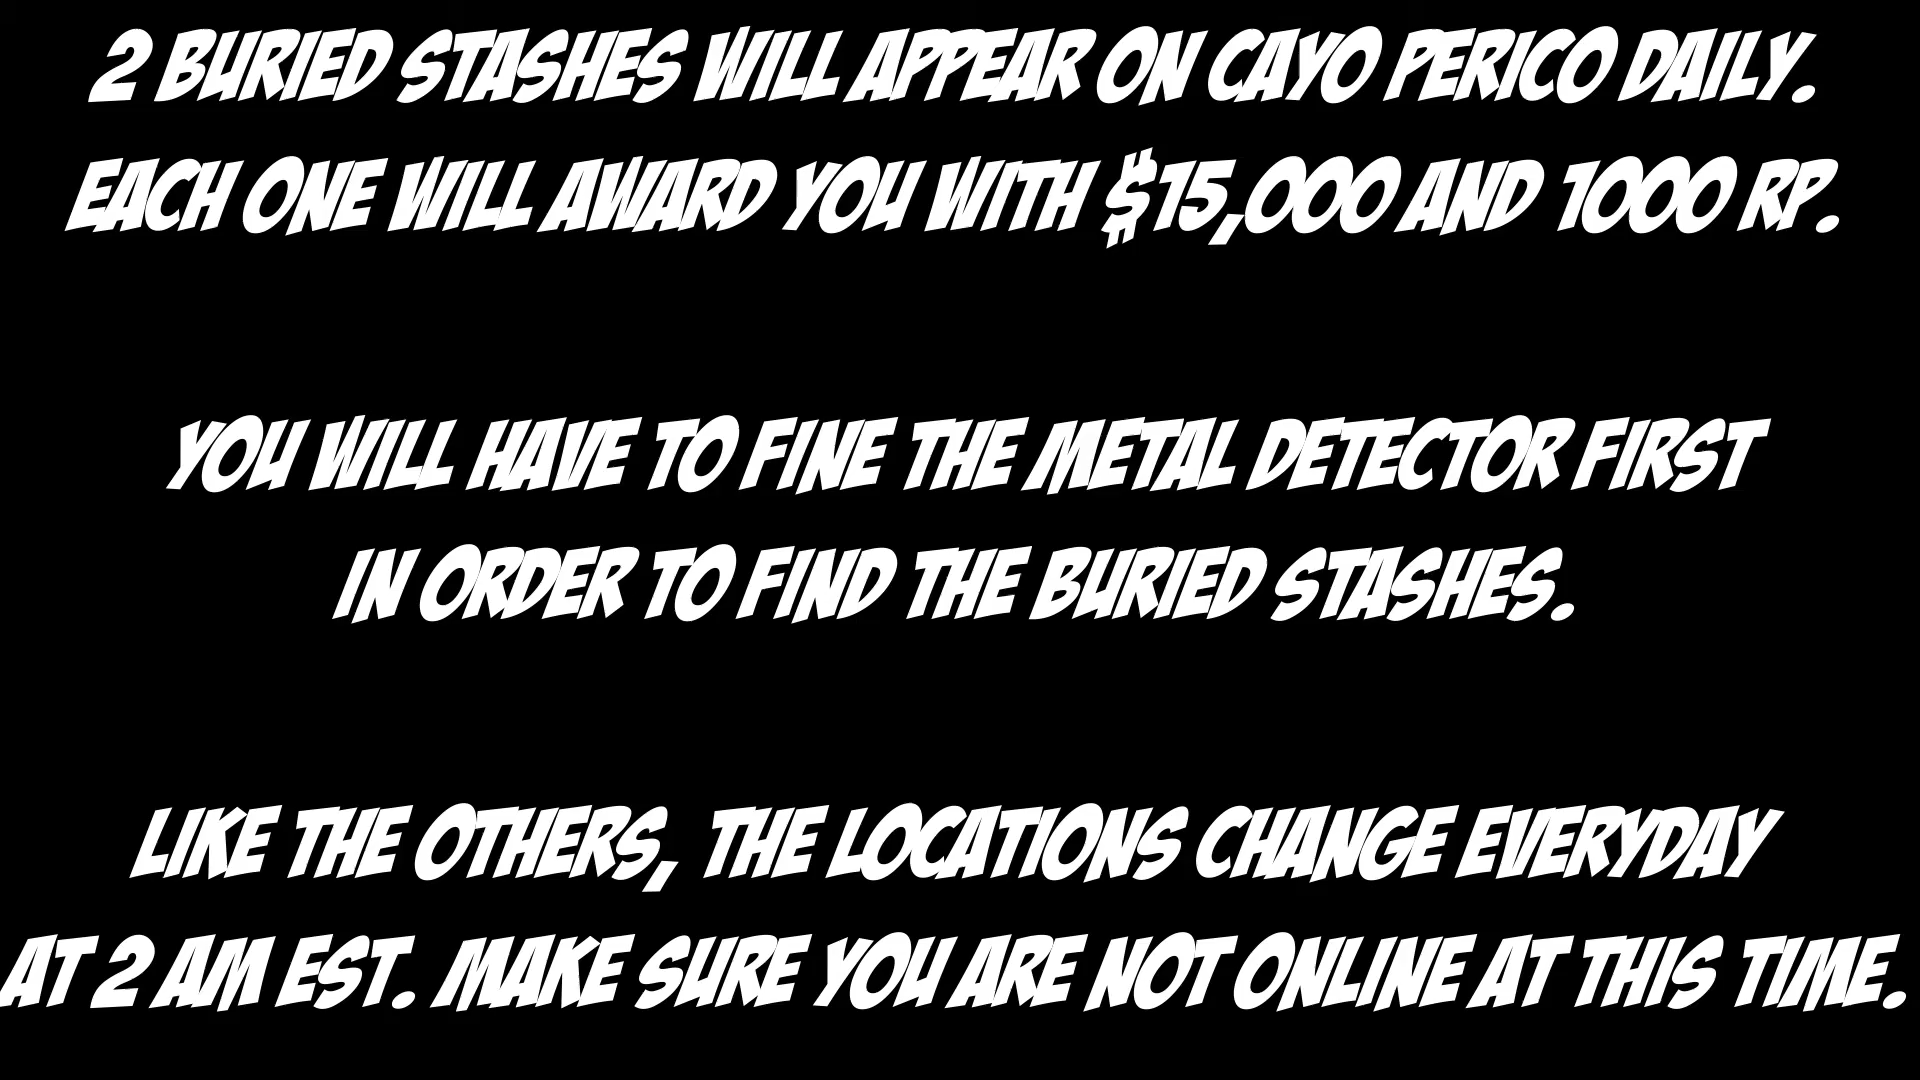 2 BURIED STASHES WILL APPEAR ON CAYO PERICO DAILY.
EACH ONE WILL AWARD YOU WITH $15,000 AND 1000 RP.
YOU WILL HAVE TO FINE THE METAL DETECTOR FIRST
IN ORDER TO FIND THE BURIED STASHES.
LIKE THE OTHERS, THE LOCATIONS CHANGE EVERYDAY
AT 2 AM EST. MAKE SURE YOU ARE NOT ONLINE AT THIS TIME.